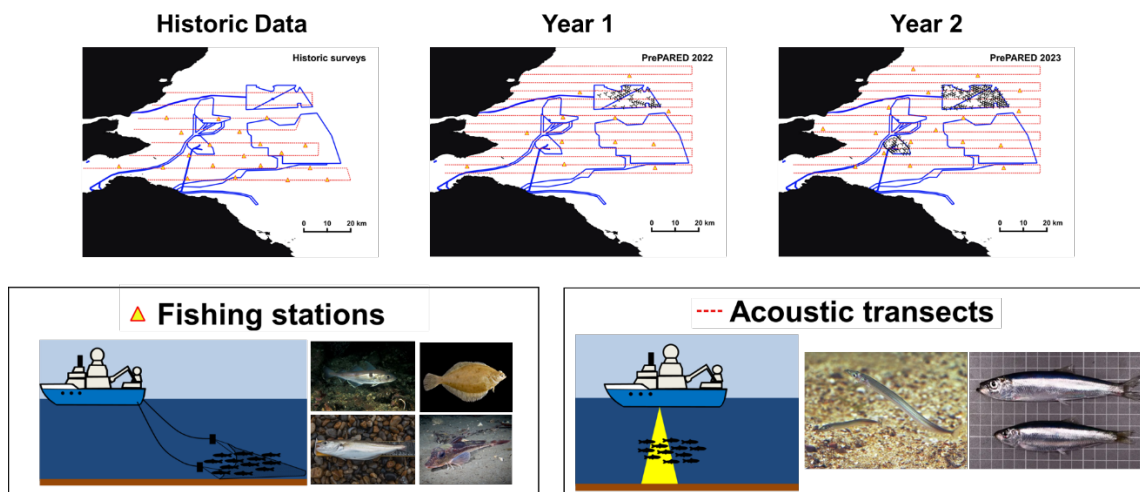 Historic Data
Year 1
Year 2
Historic surveys
PrePARED 2022
PrePARED 2023
0 10 20 km
0 10 20 km
0 10 20 km
Fishing stations
Acoustic transects